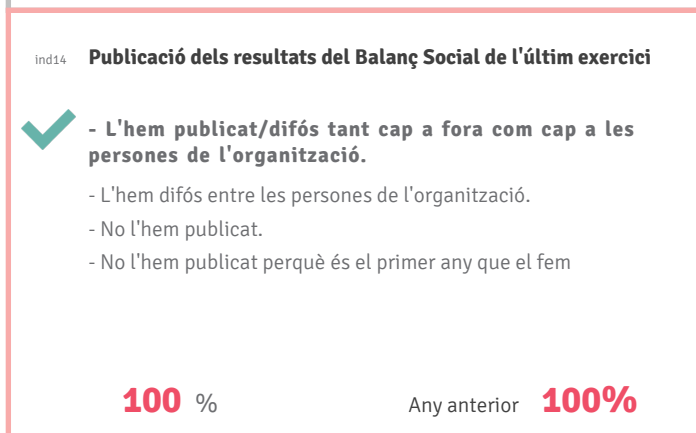 ind14 Publicació dels resultats del Balanç Social de l'últim exercici
- L'hem publicat/difós tant cap a fora com cap a les
persones de l'organització.
- L'hem difós entre les persones de l'organització.
- No l'hem publicat.
- No l'hem publicat perquè és el primer any que el fem
100 % Any anterior 100%